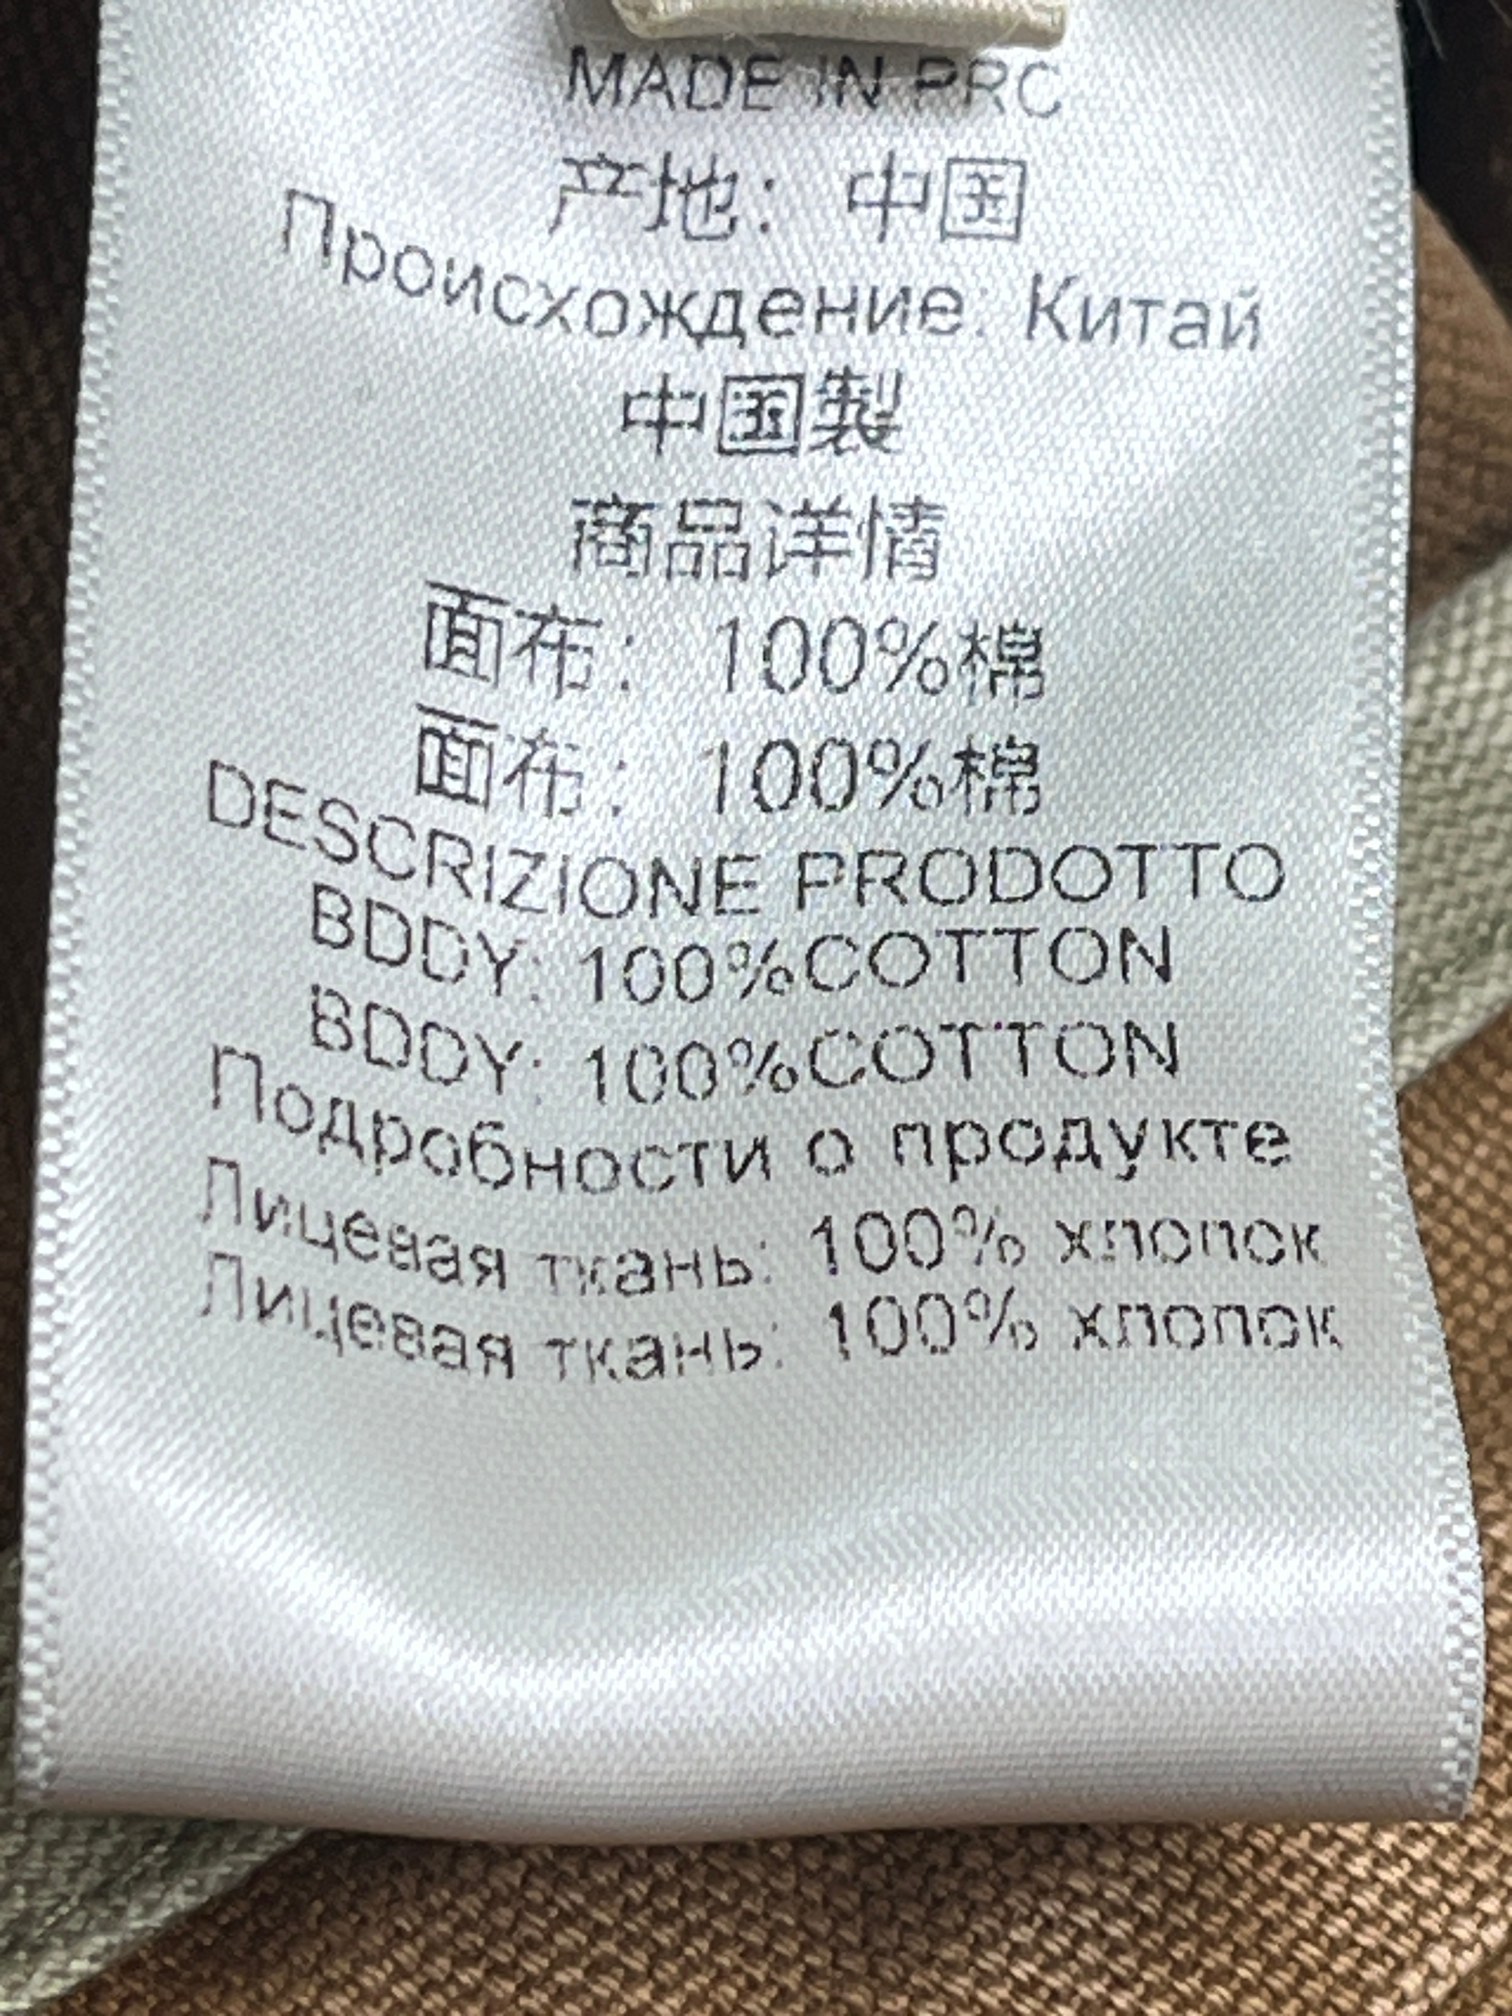 MADE IN PRC
产地：中国
Происхождение: Китай
中国製
商品详情
面布：100%棉
面布：100%棉
DESCRIZIONE PRODOTTO
BDDY: 100%COTTON
BDDY: 100%COTTON
Подробности о продукте
Лицевая ткань: 100% хлопок
Лицевая ткань: 100% хлопок